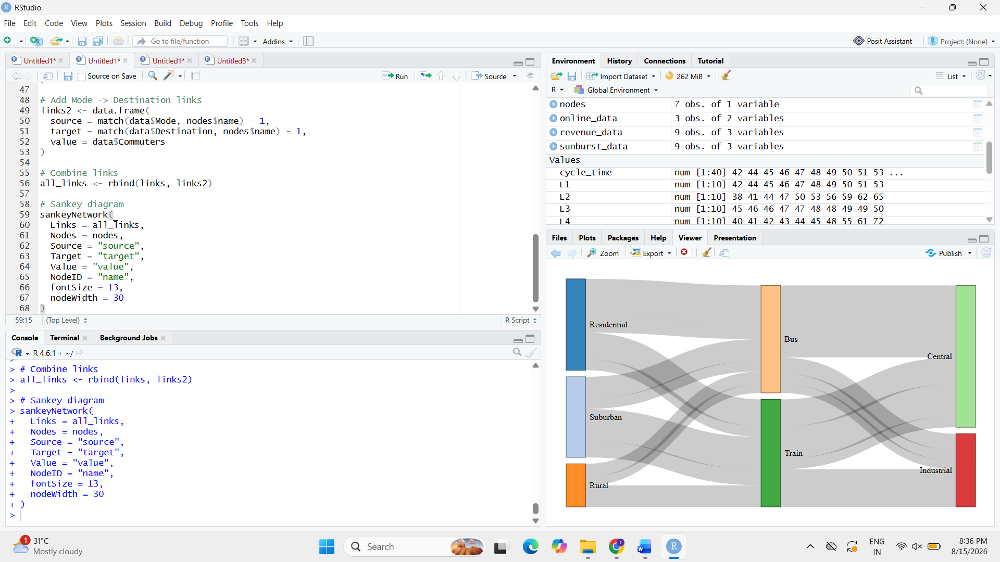 RStudio
File Edit Code View Plots Session Build Debug Profile Tools Help
Go to file/function Addins Posit Assistant Project: (None)
Untitled1* Untitled1* Untitled1* Untitled3*
Source on Save Run Source
47
48 # Add Mode -> Destination links
49 links2 <- data.frame(
50 source = match(data$Mode, nodes$name) - 1,
51 target = match(data$Destination, nodes$name) - 1,
52 value = data$Commuters
53 )
54
55 # Combine links
56 all_links <- rbind(links, links2)
57
58 # Sankey diagram
59 sankeyNetwork(
60 Links = all_links,
61 Nodes = nodes,
62 Source = "source",
63 Target = "target",
64 Value = "value",
65 NodeID = "name",
66 fontSize = 13,
67 nodeWidth = 30
68 )
59:15 (Top Level) R Script
Console Terminal Background Jobs
R 4.6.1 · ~/
> # Combine links
> all_links <- rbind(links, links2)
>
> # Sankey diagram
> sankeyNetwork(
+ Links = all_links,
+ Nodes = nodes,
+ Source = "source",
+ Target = "target",
+ Value = "value",
+ NodeID = "name",
+ fontSize = 13,
+ nodeWidth = 30
+ )
>
Environment History Connections Tutorial
Import Dataset 262 MiB List
R Global Environment
nodes 7 obs. of 1 variable
online_data 3 obs. of 2 variables
revenue_data 9 obs. of 3 variables
sunburst_data 9 obs. of 3 variables
Values
cycle_time num [1:40] 42 44 45 46 47 48 49 50 51 53 ...
L1 num [1:10] 42 44 45 46 47 48 49 50 51 53
L2 num [1:10] 38 41 44 47 50 53 56 59 62 65
L3 num [1:10] 45 46 46 47 47 48 48 49 49 50
L4 num [1:10] 40 41 42 43 44 45 48 55 61 72
Files Plots Packages Help Viewer Presentation
Zoom Export Publish
Residential
Suburban
Rural
Bus
Train
Central
Industrial
1
31°C
Mostly cloudy
Search
ENG
IN
8:36 PM
8/15/2026